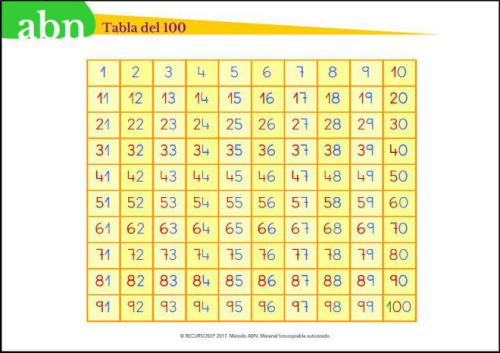 abn Tabla del 100
1 2 3 4 5 6 7 8 9 10
11 12 13 14 15 16 17 18 19 20
21 22 23 24 25 26 27 28 29 30
31 32 33 34 35 36 37 38 39 40
41 42 43 44 45 46 47 48 49 50
51 52 53 54 55 56 57 58 59 60
61 62 63 64 65 66 67 68 69 70
71 72 73 74 75 76 77 78 79 80
81 82 83 84 85 86 87 88 89 90
91 92 93 94 95 96 97 98 99 100
© RECURSOSEP 2017. Método ABN. Material fotocopiable autorizado.